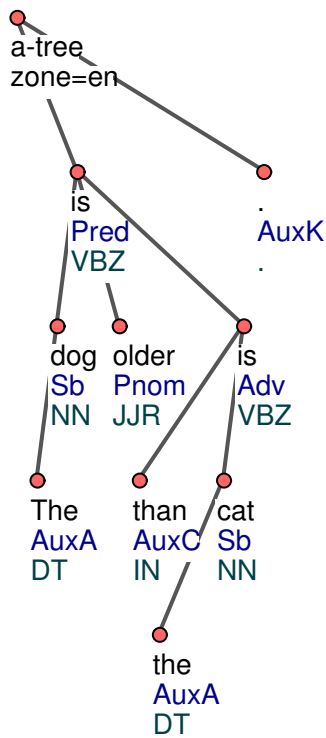 a-tree
zone=en
is
Pred
VBZ
.
AuxK
.
dog
Sb
NN
older
Pnom
JJR
is
Adv
VBZ
The
AuxA
DT
than
AuxC
IN
cat
Sb
NN
the
AuxA
DT